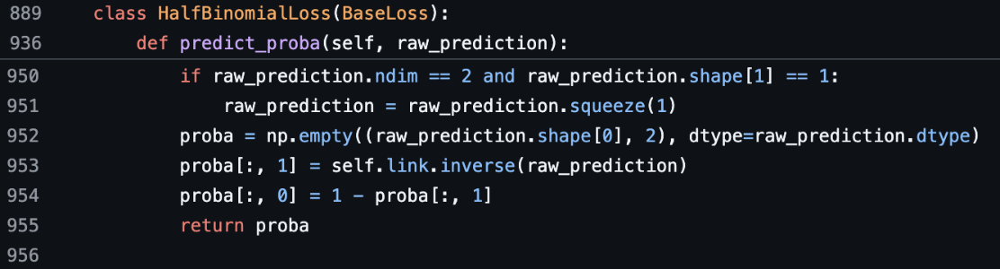 889 class HalfBinomialLoss(BaseLoss):
936 def predict_proba(self, raw_prediction):
950 if raw_prediction.ndim == 2 and raw_prediction.shape[1] == 1:
951 raw_prediction = raw_prediction.squeeze(1)
952 proba = np.empty((raw_prediction.shape[0], 2), dtype=raw_prediction.dtype)
953 proba[:, 1] = self.link.inverse(raw_prediction)
954 proba[:, 0] = 1 - proba[:, 1]
955 return proba
956